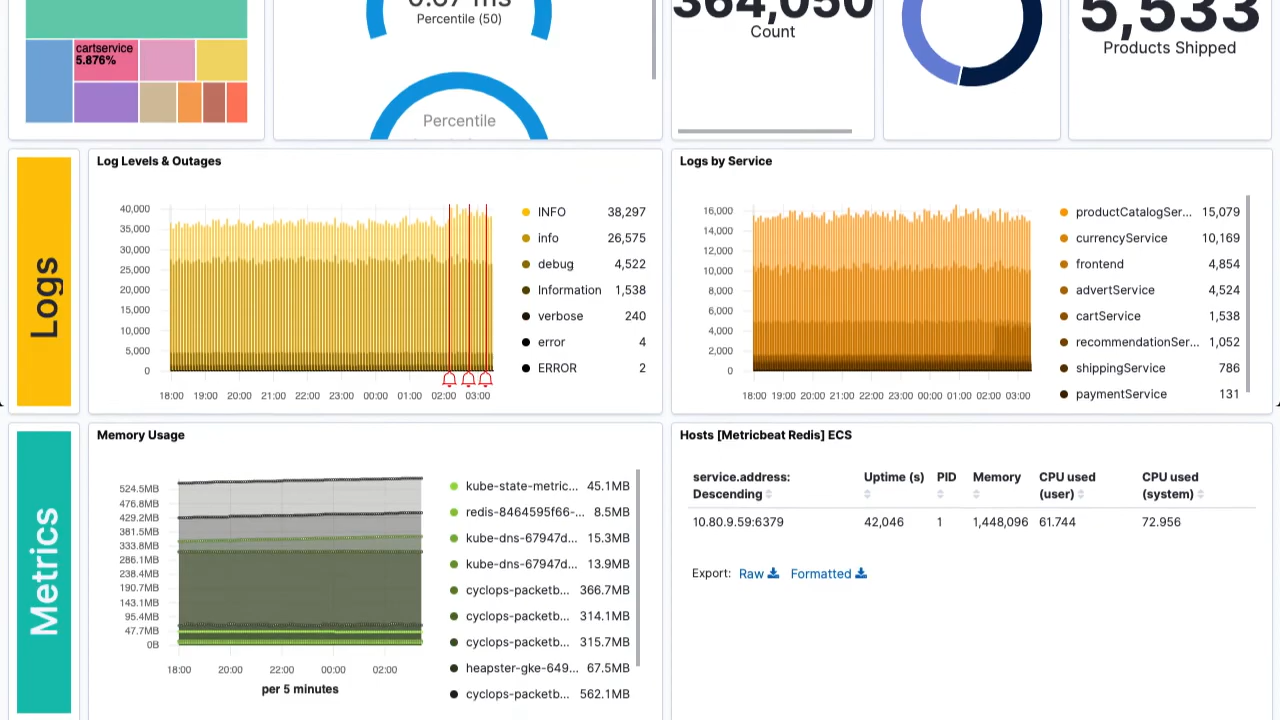 cartservice
5.876%
0.67 ms
Percentile (50)
Percentile
364,050
Count
5,533
Products Shipped
Logs
Log Levels & Outages
40,000
35,000
30,000
25,000
20,000
15,000
10,000
5,000
0
18:00 19:00 20:00 21:00 22:00 23:00 00:00 01:00 02:00 03:00
INFO 38,297
info 26,575
debug 4,522
Information 1,538
verbose 240
error 4
ERROR 2
Logs by Service
16,000
14,000
12,000
10,000
8,000
6,000
4,000
2,000
0
18:00 19:00 20:00 21:00 22:00 23:00 00:00 01:00 02:00 03:00
productCatalogSer... 15,079
currencyService 10,169
frontend 4,854
advertService 4,524
cartService 1,538
recommendationSer... 1,052
shippingService 786
paymentService 131
Metrics
Memory Usage
524.5MB
476.8MB
429.2MB
381.5MB
333.8MB
286.1MB
238.4MB
190.7MB
143.1MB
95.4MB
47.7MB
0B
18:00 20:00 22:00 00:00 02:00
per 5 minutes
kube-state-metric... 45.1MB
redis-8464595f66-... 8.5MB
kube-dns-67947d... 15.3MB
kube-dns-67947d... 13.9MB
cyclops-packetb... 366.7MB
cyclops-packetb... 314.1MB
cyclops-packetb... 315.7MB
heapster-gke-649... 67.5MB
cyclops-packetb... 562.1MB
Hosts [Metricbeat Redis] ECS
service.address: Descending Uptime (s) PID Memory CPU used (user) CPU used (system)
10.80.9.59:6379 42,046 1 1,448,096 61.744 72.956
Export: Raw Formatted